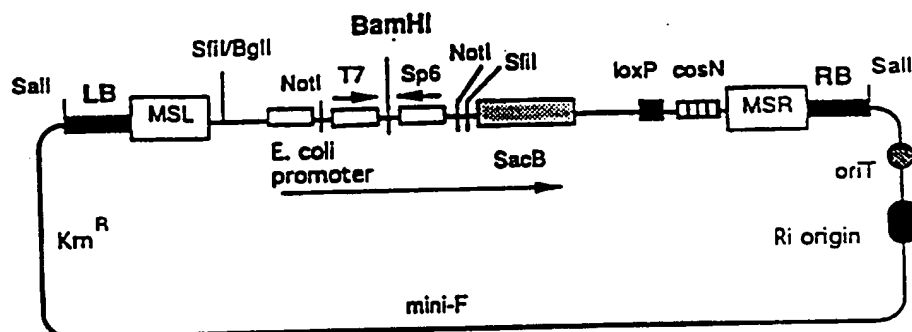 BamHI
SfiI/BglI
NotI
SalI
LB
NotI
T7
Sp6
SfiI
loxP
cosN
RB
SalI
MSL
MSR
E. coli
promoter
SacB
oriT
Km R
Ri origin
mini-F